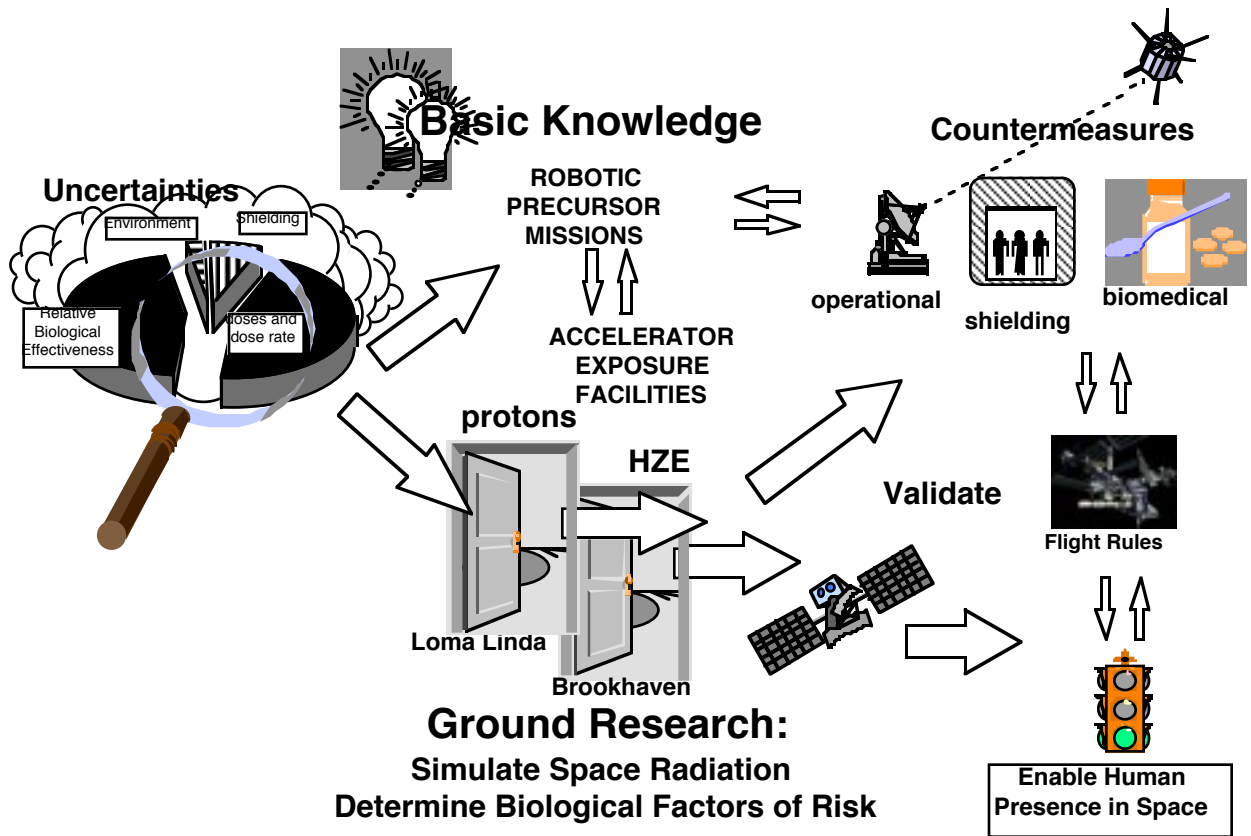 Basic Knowledge
Countermeasures
Uncertainties
Environment
Shielding
Relative
Biological
Effectiveness
doses and
dose rate
ROBOTIC
PRECURSOR
MISSIONS
ACCELERATOR
EXPOSURE
FACILITIES
operational
shielding
biomedical
protons
HZE
Validate
Flight Rules
Loma Linda
Brookhaven
Ground Research:
Simulate Space Radiation
Determine Biological Factors of Risk
Enable Human
Presence in Space